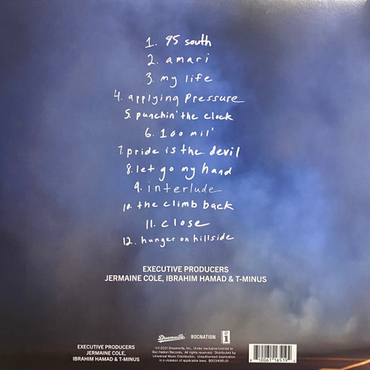 1. 95 south
2. amari
3. my life
4. applying pressure
5. punchin' the clock
6. 100 mil'
7. pride is the devil
8. let go my hand
9. interlude
10. the climb back
11. close
12. hunger on hillside
EXECUTIVE PRODUCERS
JERMAINE COLE, IBRAHIM HAMAD & T-MINUS
EXECUTIVE PRODUCERS
JERMAINE COLE,
IBRAHIM HAMAD & T-MINUS
Dreamville
ROCNATION